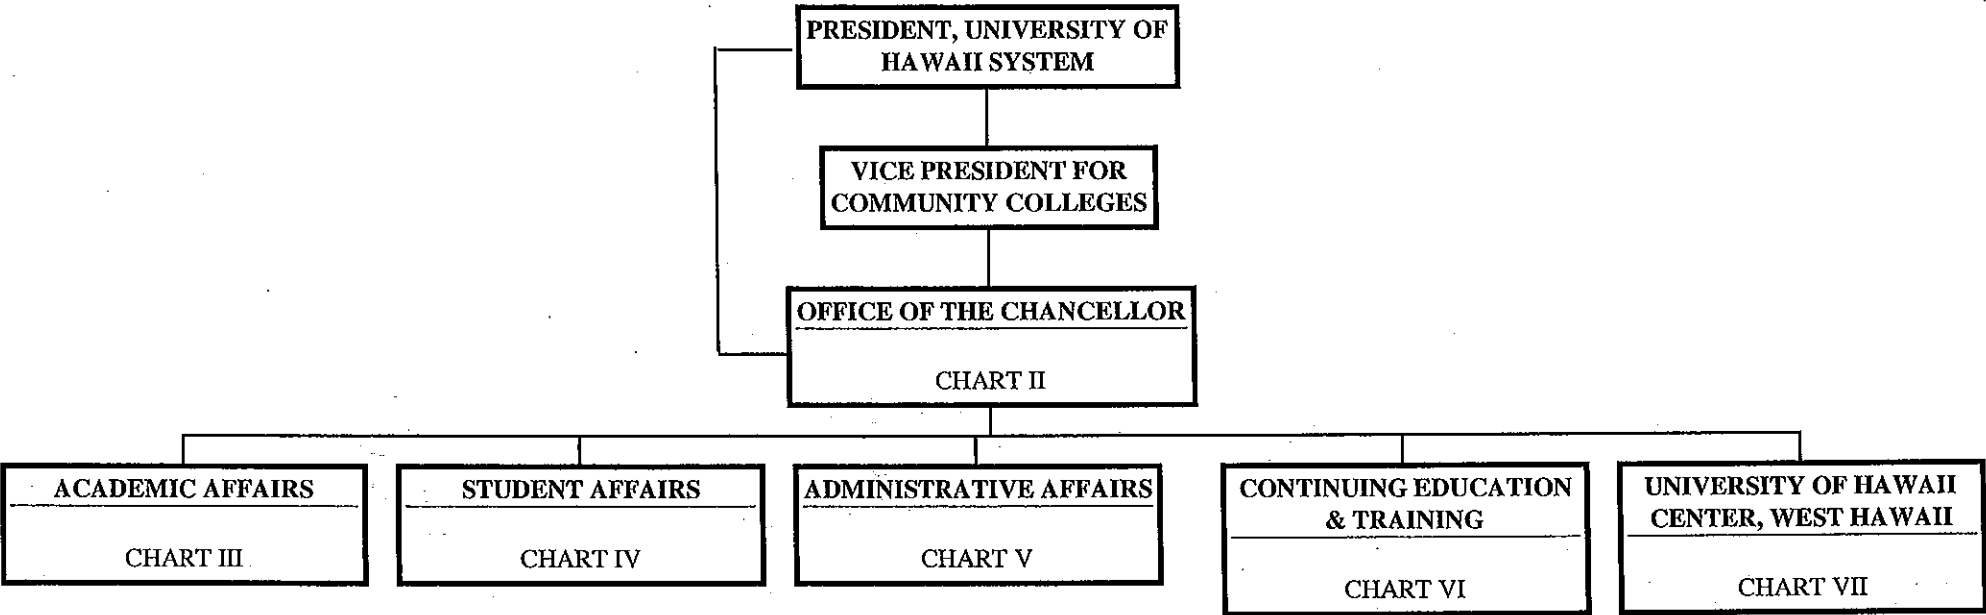 PRESIDENT, UNIVERSITY OF
HAWAII SYSTEM
VICE PRESIDENT FOR
COMMUNITY COLLEGES
OFFICE OF THE CHANCELLOR
CHART II
ACADEMIC AFFAIRS
CHART III
STUDENT AFFAIRS
CHART IV
ADMINISTRATIVE AFFAIRS
CHART V
CONTINUING EDUCATION
& TRAINING
CHART VI
UNIVERSITY OF HAWAII
CENTER, WEST HAWAII
CHART VII